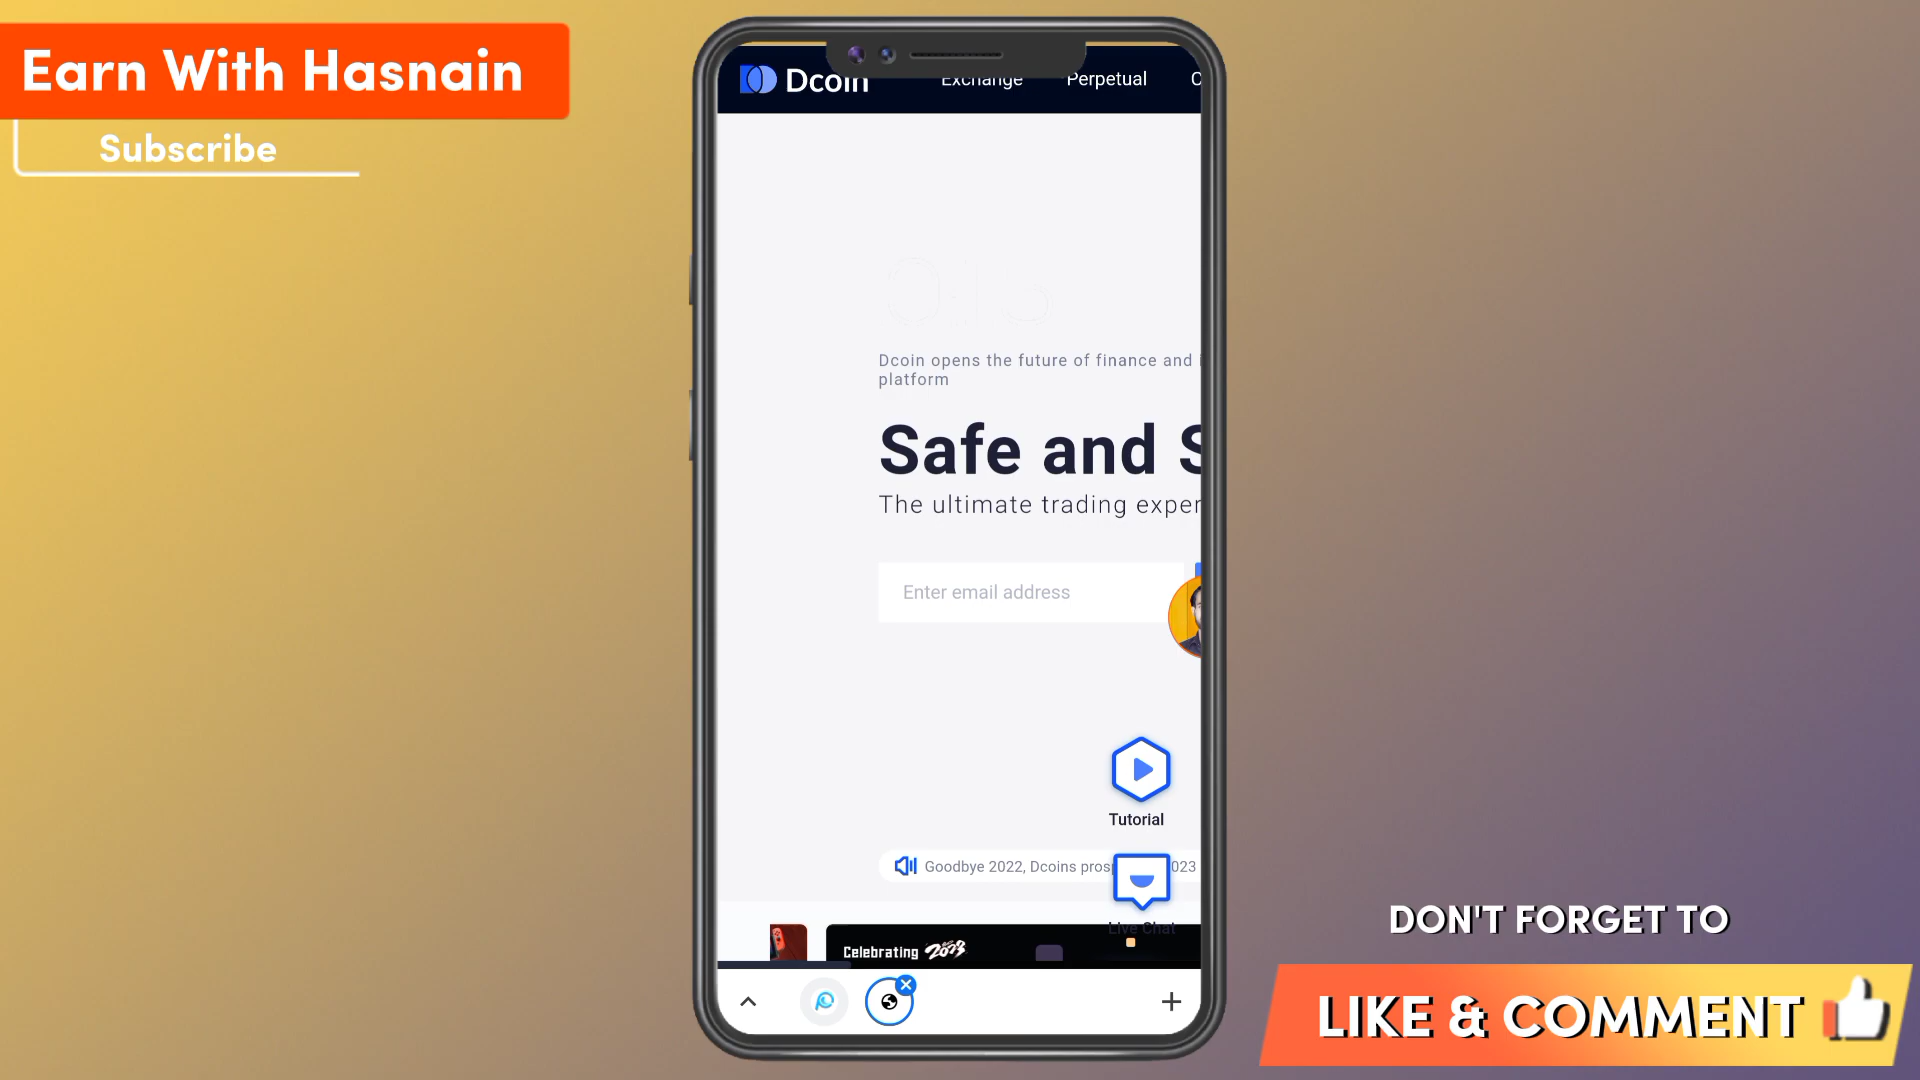 Earn With Hasnain
Subscribe
Dcoin
Exchange
Perpetual
Dcoin opens the future of finance and
platform
Safe and S
The ultimate trading exper
Enter email address
Tutorial
Goodbye 2022, Dcoins prosp 023
Live Chat
Celebrating 2023
DON'T FORGET TO
LIKE & COMMENT